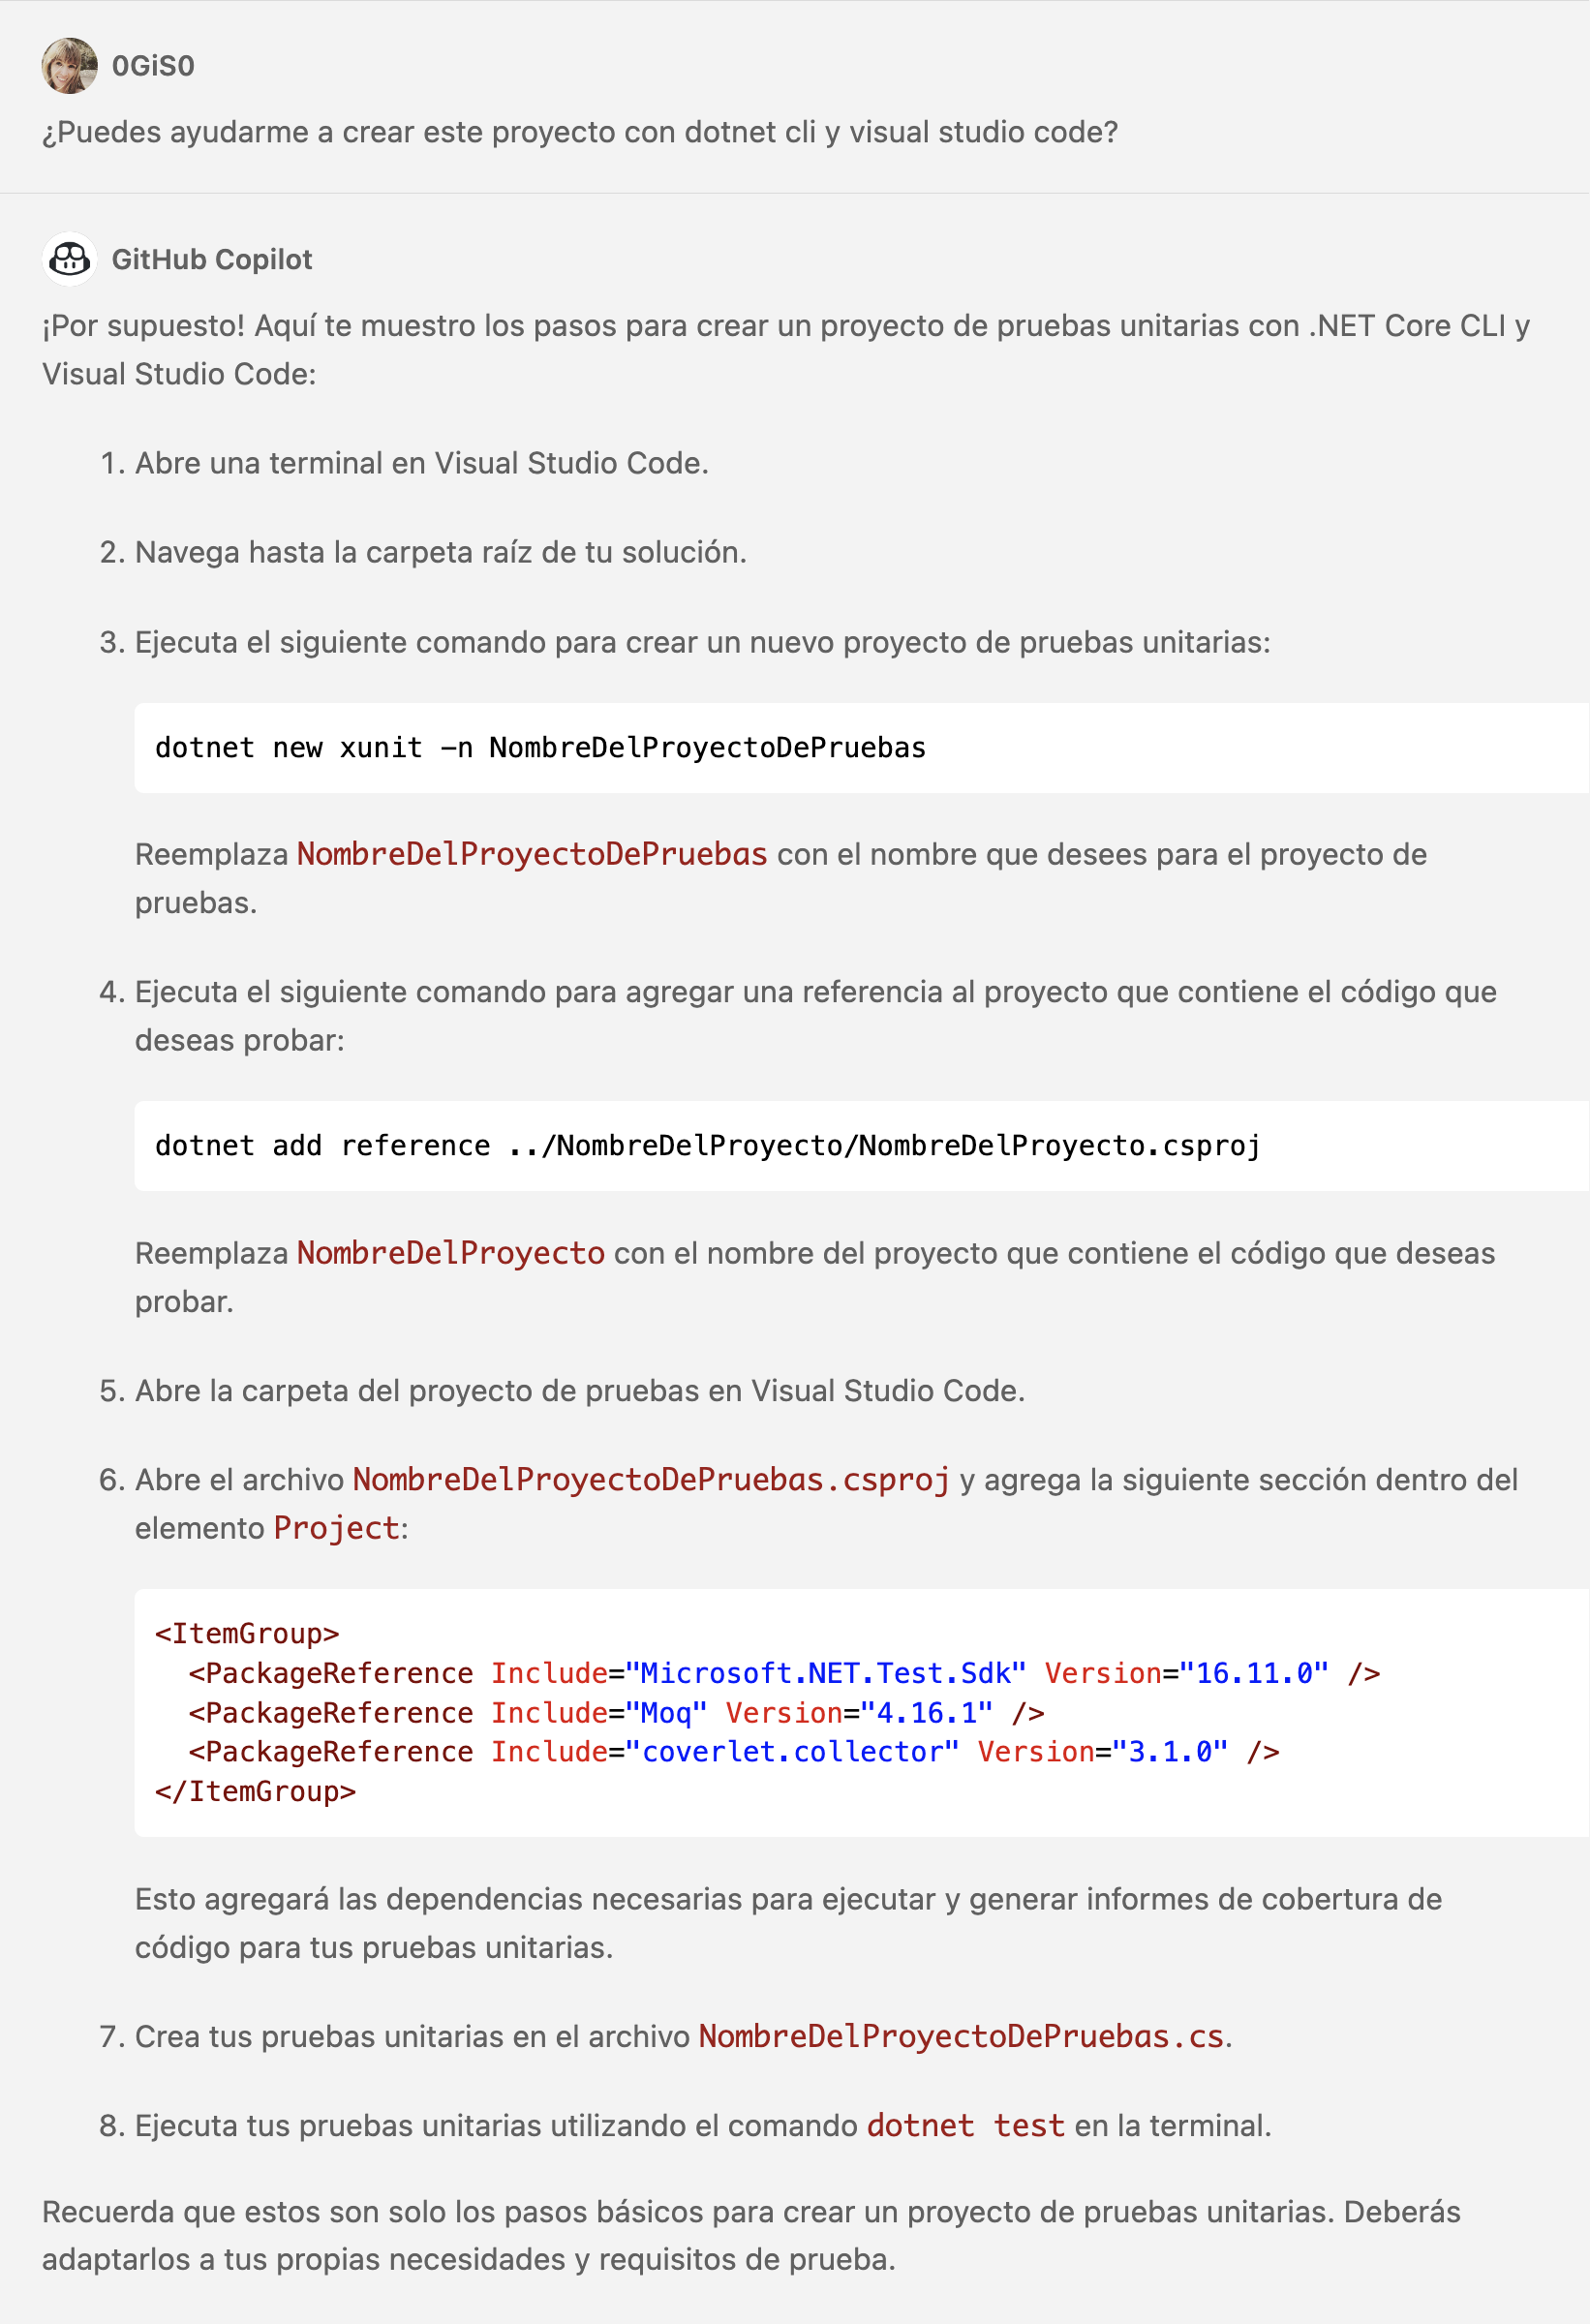 0GiS0
¿Puedes ayudarme a crear este proyecto con dotnet cli y visual studio code?
GitHub Copilot
¡Por supuesto! Aquí te muestro los pasos para crear un proyecto de pruebas unitarias con .NET Core CLI y
Visual Studio Code:
1. Abre una terminal en Visual Studio Code.
2. Navega hasta la carpeta raíz de tu solución.
3. Ejecuta el siguiente comando para crear un nuevo proyecto de pruebas unitarias:
dotnet new xunit -n NombreDelProyectoDePruebas
Reemplaza NombreDelProyectoDePruebas con el nombre que desees para el proyecto de
pruebas.
4. Ejecuta el siguiente comando para agregar una referencia al proyecto que contiene el código que
deseas probar:
dotnet add reference ../NombreDelProyecto/NombreDelProyecto.csproj
Reemplaza NombreDelProyecto con el nombre del proyecto que contiene el código que deseas
probar.
5. Abre la carpeta del proyecto de pruebas en Visual Studio Code.
6. Abre el archivo NombreDelProyectoDePruebas.csproj y agrega la siguiente sección dentro del
elemento Project:
<ItemGroup>
  <PackageReference Include="Microsoft.NET.Test.Sdk" Version="16.11.0" />
  <PackageReference Include="Moq" Version="4.16.1" />
  <PackageReference Include="coverlet.collector" Version="3.1.0" />
</ItemGroup>
Esto agregará las dependencias necesarias para ejecutar y generar informes de cobertura de
código para tus pruebas unitarias.
7. Crea tus pruebas unitarias en el archivo NombreDelProyectoDePruebas.cs.
8. Ejecuta tus pruebas unitarias utilizando el comando dotnet test en la terminal.
Recuerda que estos son solo los pasos básicos para crear un proyecto de pruebas unitarias. Deberás
adaptarlos a tus propias necesidades y requisitos de prueba.